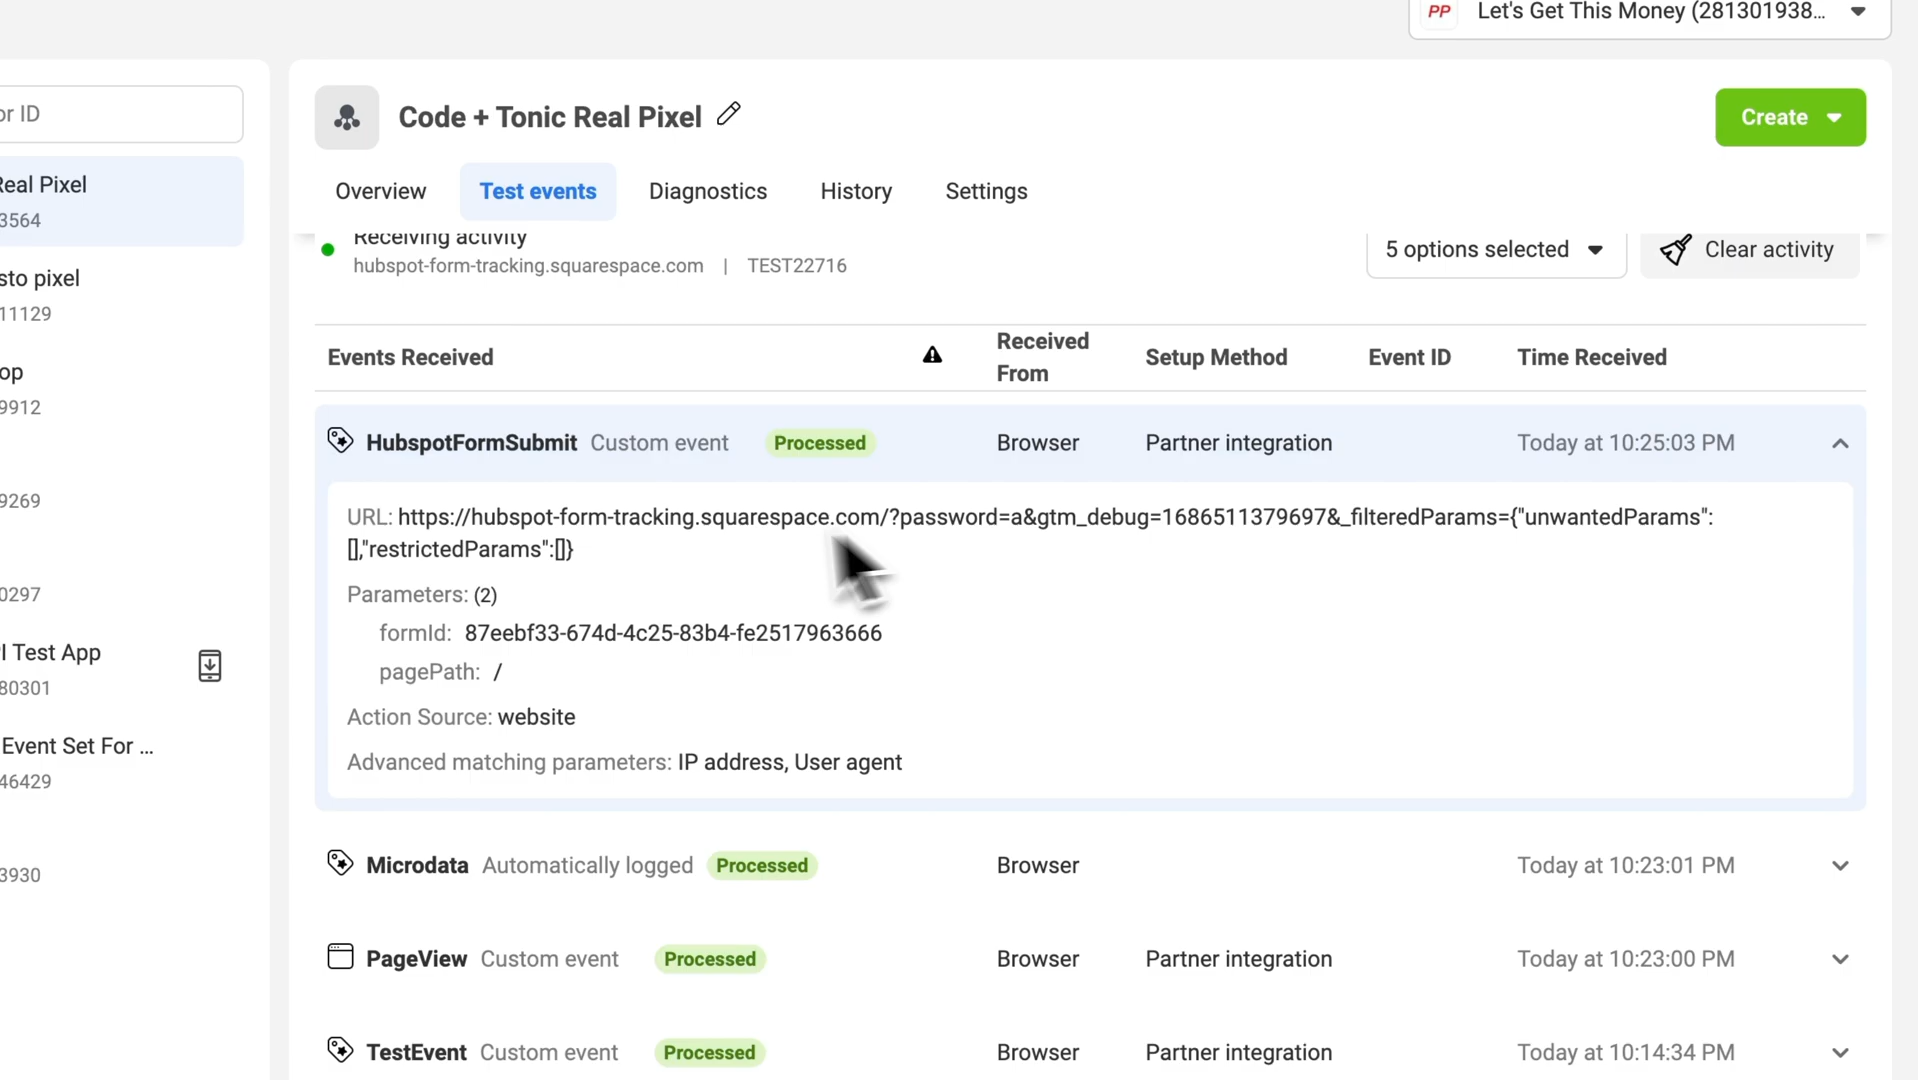 PP Let's Get This Money (281301938...
or ID
Real Pixel
3564
sto pixel
11129
op
9912
9269
0297
I Test App
80301
Event Set For ...
46429
3930
Code + Tonic Real Pixel
Create
Overview Test events Diagnostics History Settings
Receiving activity
hubspot-form-tracking.squarespace.com | TEST22716
5 options selected
Clear activity
Events Received Received From Setup Method Event ID Time Received
HubspotFormSubmit Custom event Processed Browser Partner integration Today at 10:25:03 PM
URL: https://hubspot-form-tracking.squarespace.com/?password=a&gtm_debug=1686511379697&_filteredParams={"unwantedParams":
[],"restrictedParams":[]}
Parameters: (2)
formId: 87eebf33-674d-4c25-83b4-fe2517963666
pagePath: /
Action Source: website
Advanced matching parameters: IP address, User agent
Microdata Automatically logged Processed Browser Today at 10:23:01 PM
PageView Custom event Processed Browser Partner integration Today at 10:23:00 PM
TestEvent Custom event Processed Browser Partner integration Today at 10:14:34 PM